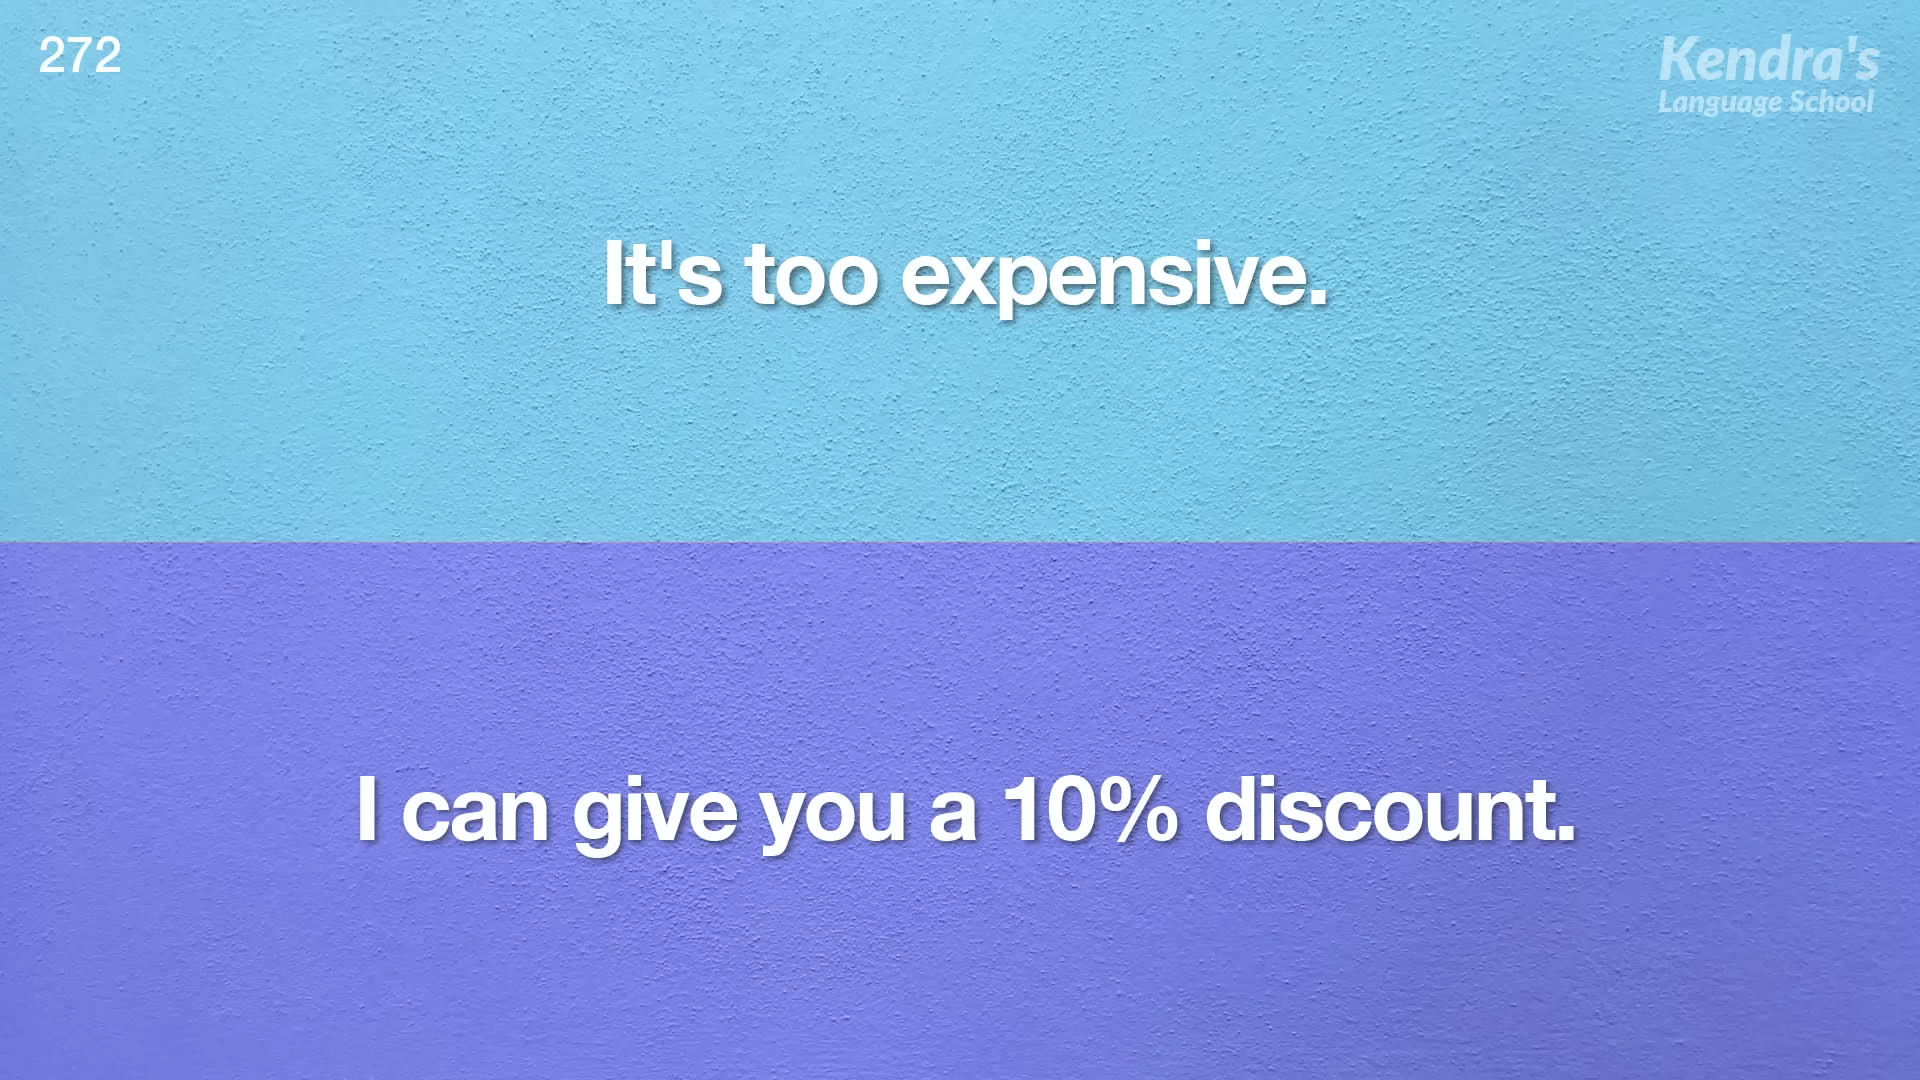 272
Kendra's
Language School
It's too expensive.
I can give you a 10% discount.